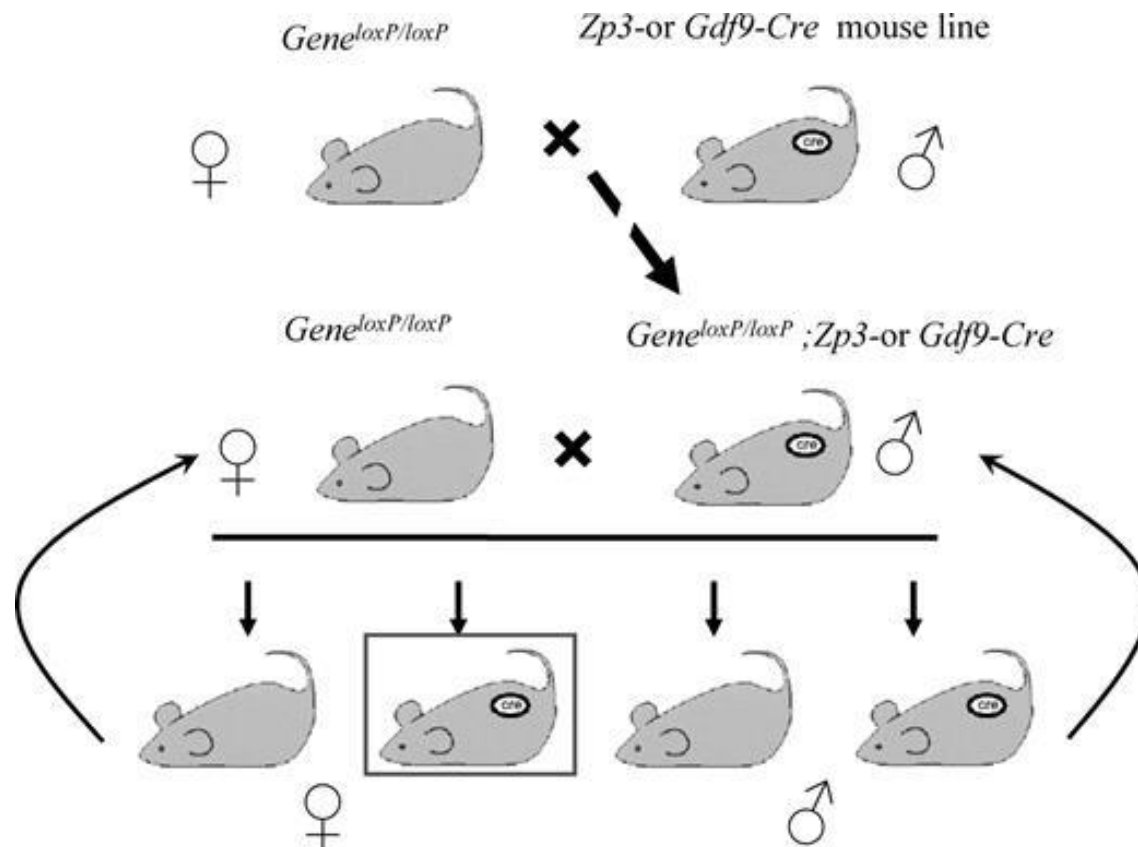 Gene^loxP/loxP Zp3-or Gdf9-Cre mouse line
♀ × cre ♂
Gene^loxP/loxP Gene^loxP/loxP ;Zp3-or Gdf9-Cre
♀ × cre ♂
cre cre
♀ ♂